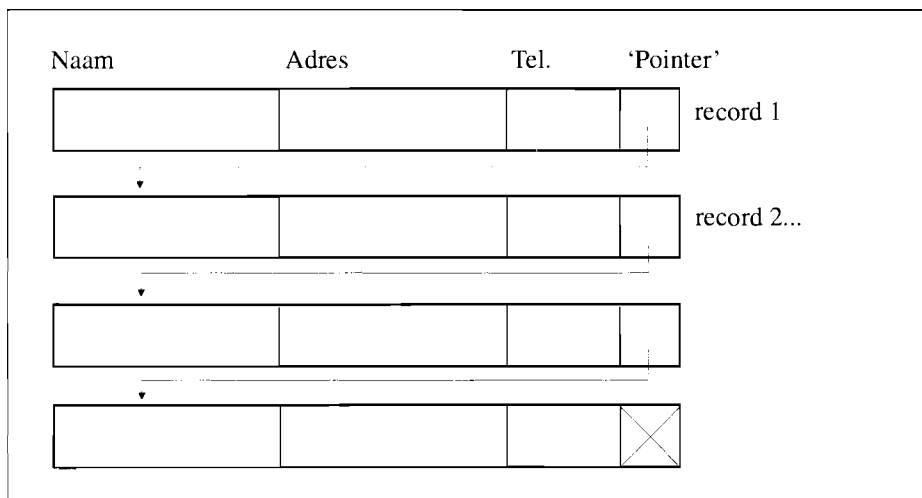 Naam Adres Tel. ‘Pointer’
record 1
record 2...